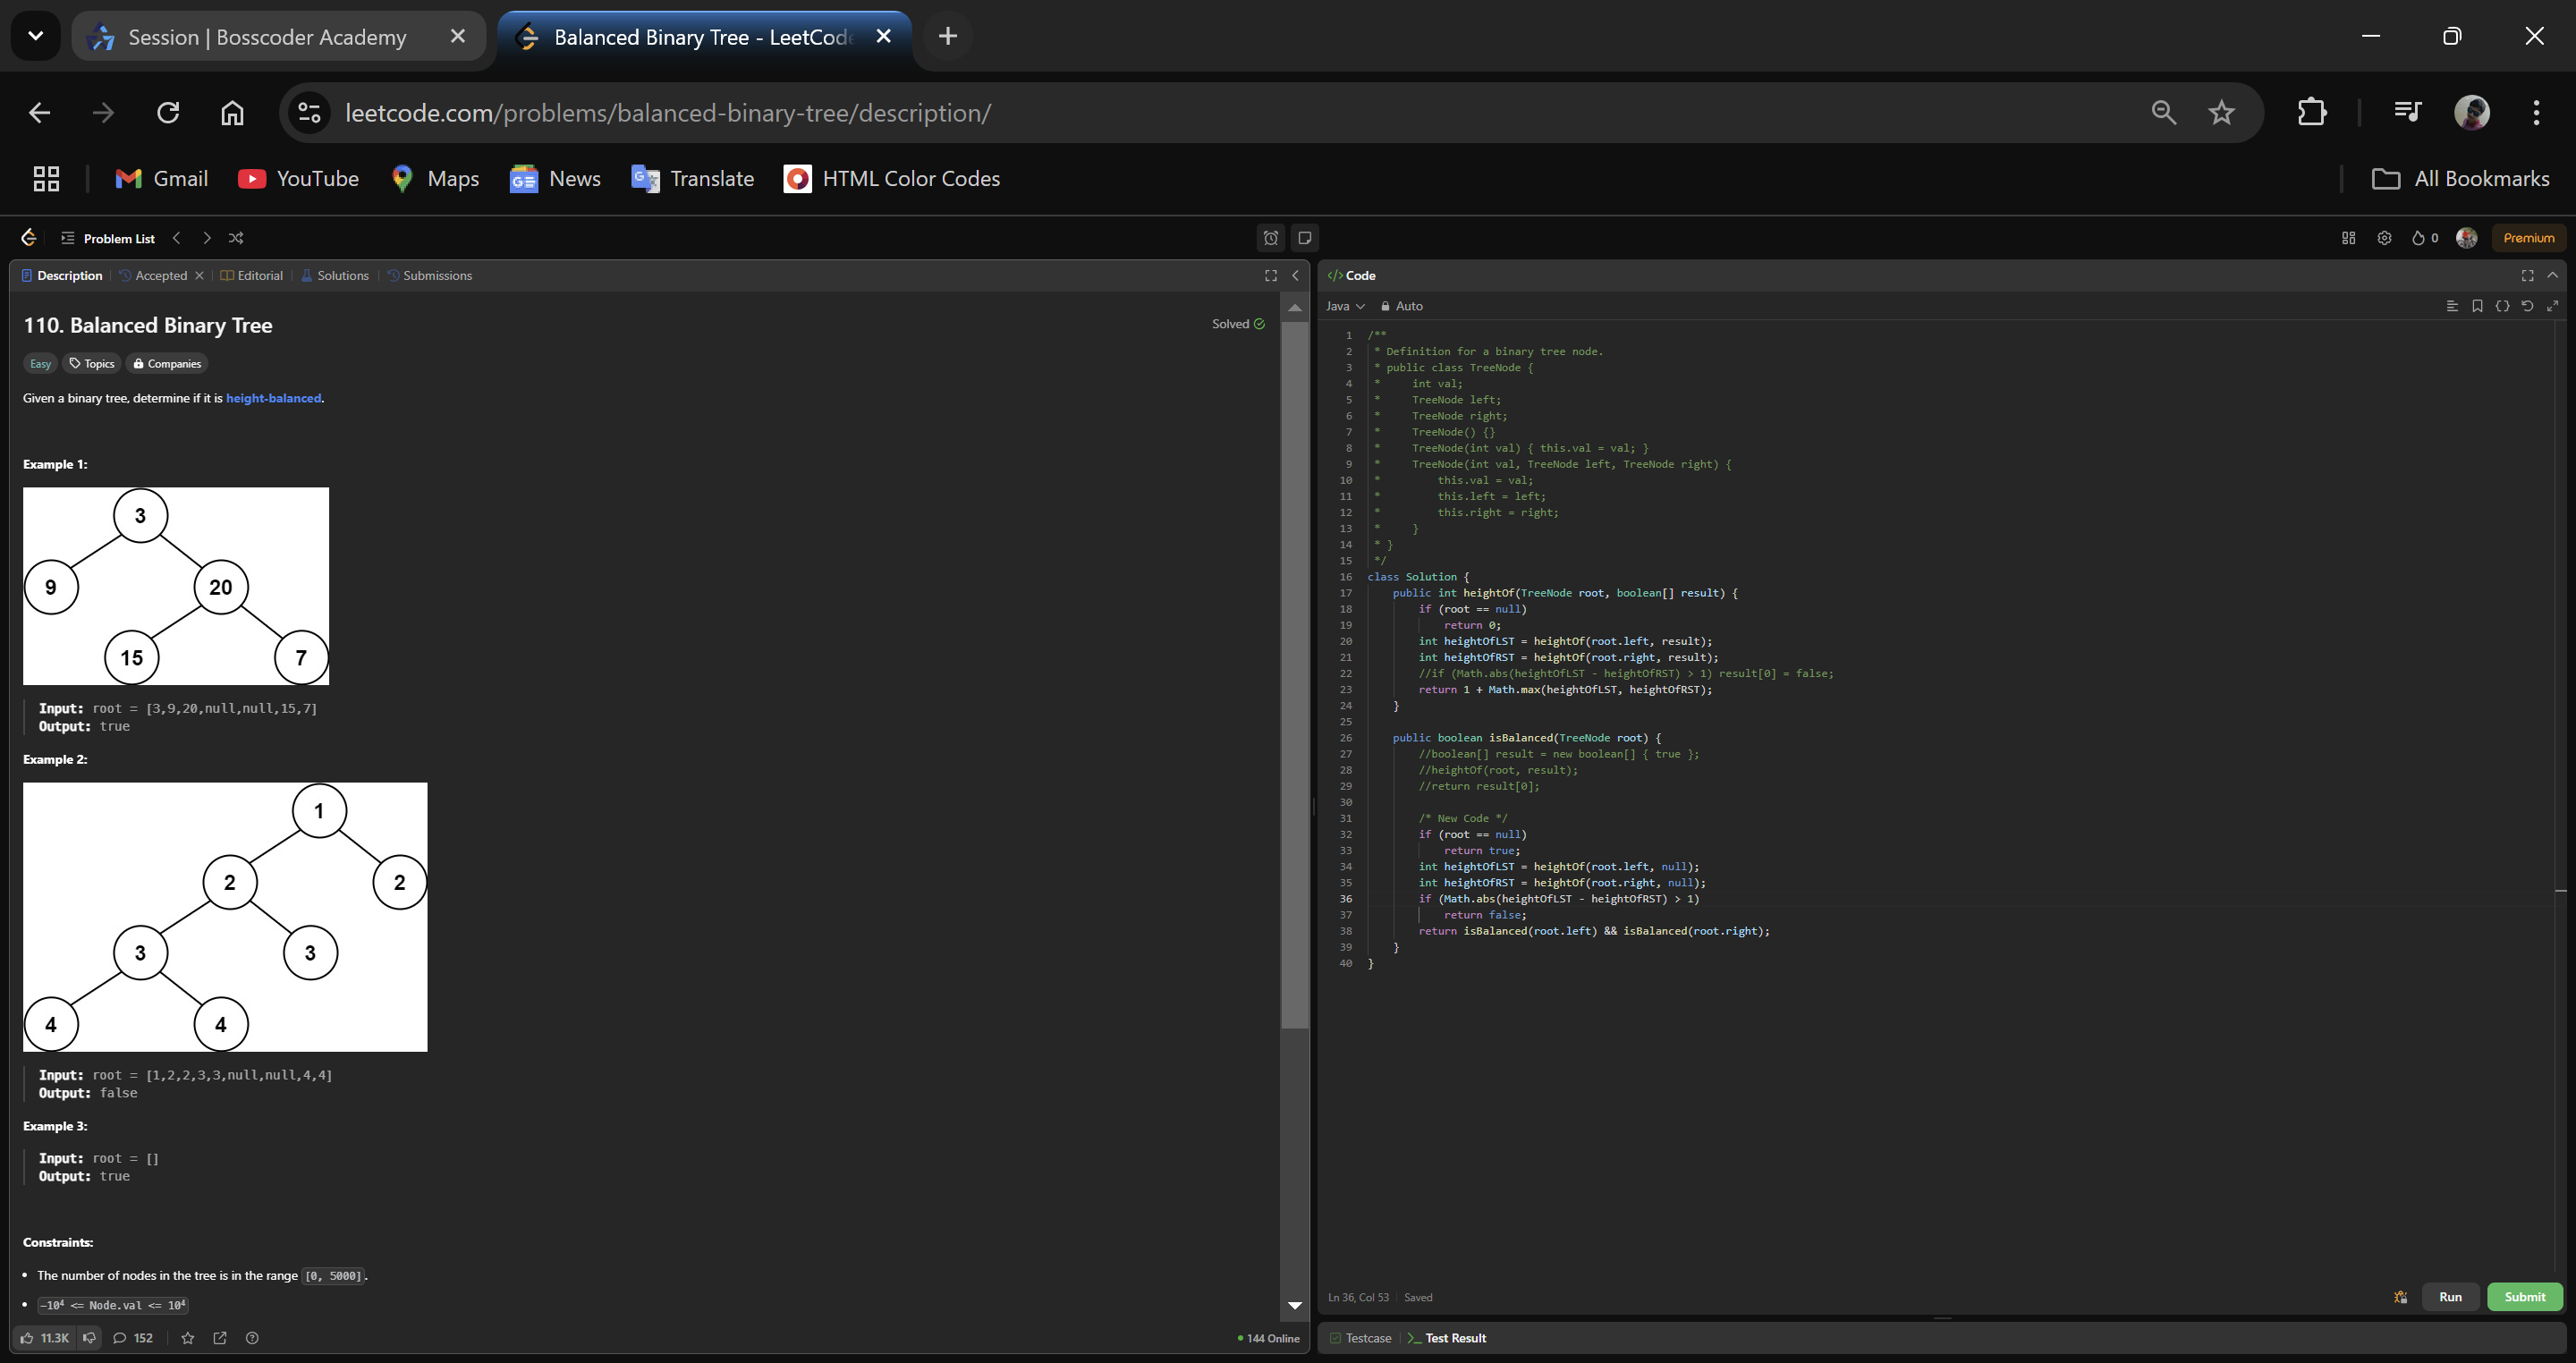 Session | Bosscoder Academy
Balanced Binary Tree - LeetCode
leetcode.com/problems/balanced-binary-tree/description/
Gmail YouTube Maps News Translate HTML Color Codes All Bookmarks
Problem List 0 Premium
Description Accepted Editorial Solutions Submissions
110. Balanced Binary Tree
Solved
Easy Topics Companies
Given a binary tree, determine if it is height-balanced.
Example 1:
3
9 20
15 7
Input: root = [3,9,20,null,null,15,7]
Output: true
Example 2:
1
2 2
3 3
4 4
Input: root = [1,2,2,3,3,null,null,4,4]
Output: false
Example 3:
Input: root = []
Output: true
Constraints:
• The number of nodes in the tree is in the range [0, 5000].
• -10⁴ <= Node.val <= 10⁴
11.3K 152 144 Online
Code
Java Auto
1 /**
2 * Definition for a binary tree node.
3 * public class TreeNode {
4 * int val;
5 * TreeNode left;
6 * TreeNode right;
7 * TreeNode() {}
8 * TreeNode(int val) { this.val = val; }
9 * TreeNode(int val, TreeNode left, TreeNode right) {
10 * this.val = val;
11 * this.left = left;
12 * this.right = right;
13 * }
14 * }
15 */
16 class Solution {
17 public int heightOf(TreeNode root, boolean[] result) {
18 if (root == null)
19 return 0;
20 int heightOfLST = heightOf(root.left, result);
21 int heightOfRST = heightOf(root.right, result);
22 //if (Math.abs(heightOfLST - heightOfRST) > 1) result[0] = false;
23 return 1 + Math.max(heightOfLST, heightOfRST);
24 }
25
26 public boolean isBalanced(TreeNode root) {
27 //boolean[] result = new boolean[] { true };
28 //heightOf(root, result);
29 //return result[0];
30
31 /* New Code */
32 if (root == null)
33 return true;
34 int heightOfLST = heightOf(root.left, null);
35 int heightOfRST = heightOf(root.right, null);
36 if (Math.abs(heightOfLST - heightOfRST) > 1)
37 return false;
38 return isBalanced(root.left) && isBalanced(root.right);
39 }
40 }
Ln 36, Col 53 Saved
Run Submit
Testcase Test Result